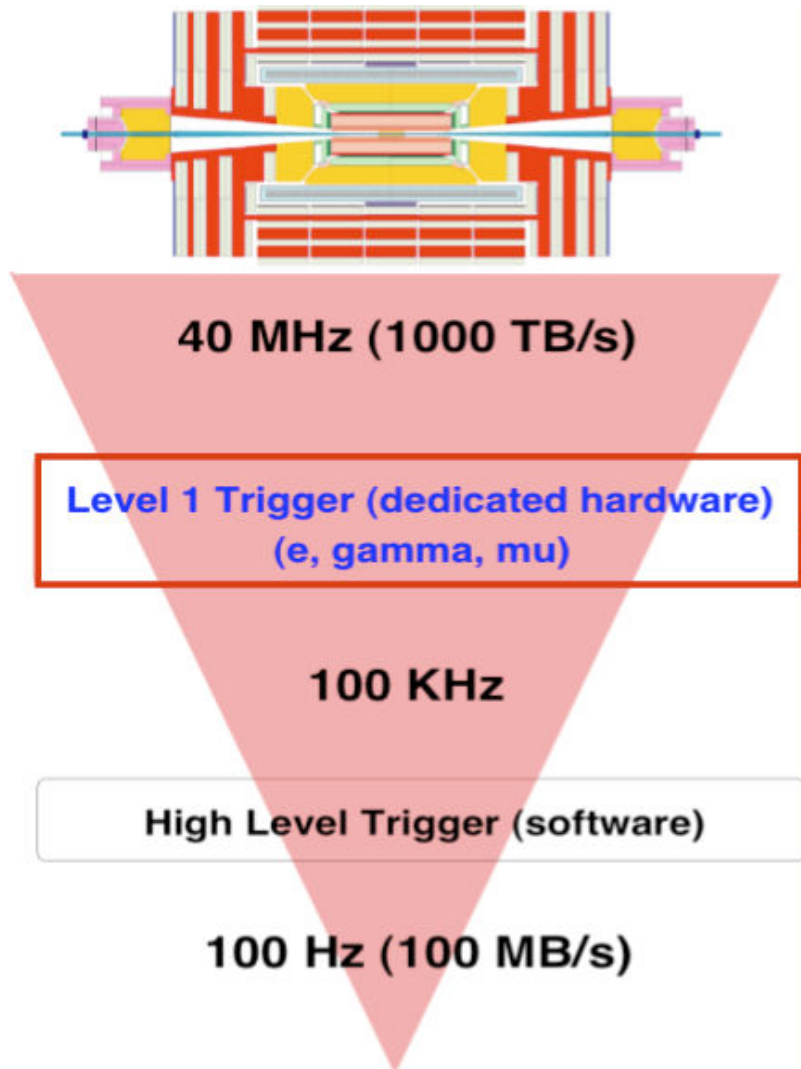 40 MHz (1000 TB/s)
Level 1 Trigger (dedicated hardware)
(e, gamma, mu)
100 KHz
High Level Trigger (software)
100 Hz (100 MB/s)